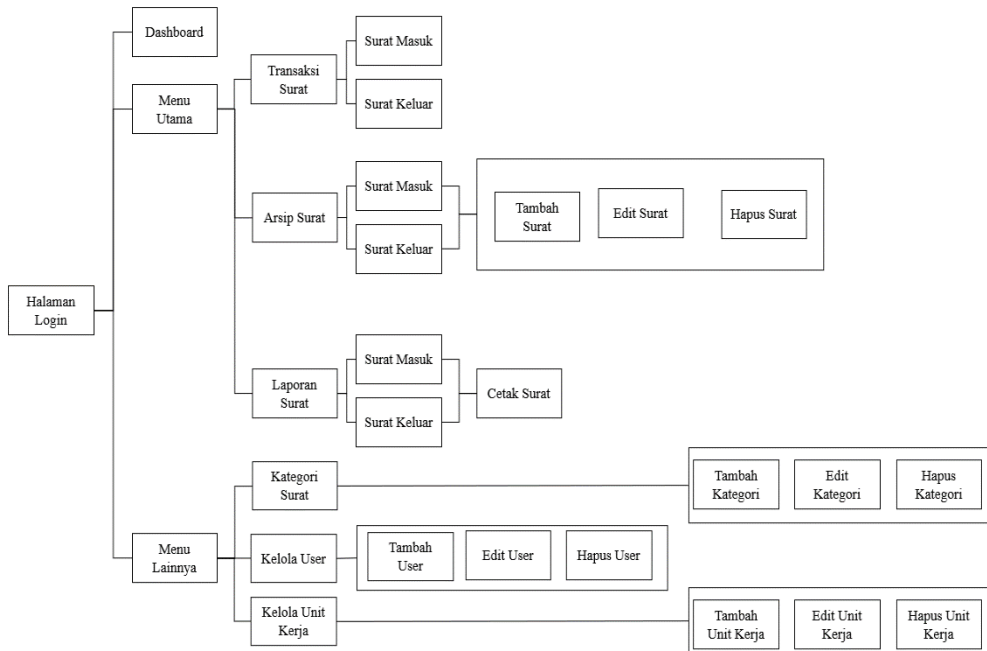 Dashboard
Menu
Utama
Transaksi
Surat
Surat Masuk
Surat Keluar
Arsip Surat
Surat Masuk
Surat Keluar
Tambah
Surat
Edit Surat
Hapus Surat
Halaman
Login
Laporan
Surat
Surat Masuk
Surat Keluar
Cetak Surat
Menu
Lainnya
Kategori
Surat
Tambah
Kategori
Edit
Kategori
Hapus
Kategori
Kelola User
Tambah
User
Edit User
Hapus User
Kelola Unit
Kerja
Tambah
Unit Kerja
Edit Unit
Kerja
Hapus Unit
Kerja